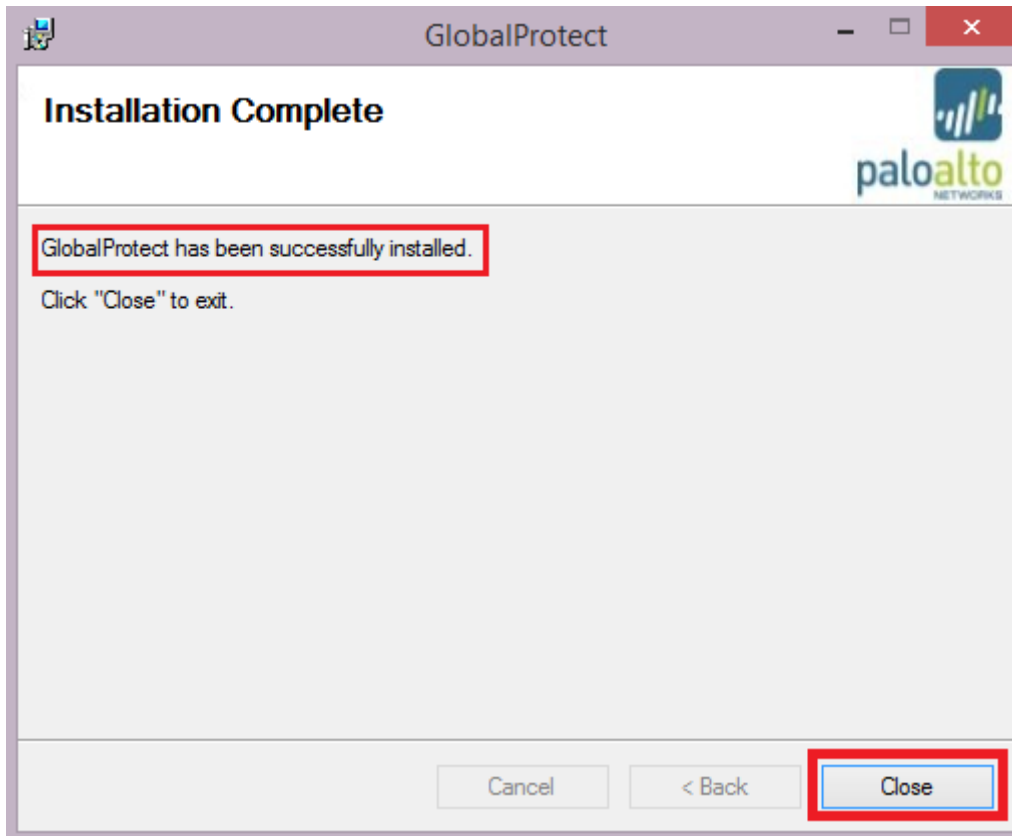 GlobalProtect
Installation Complete
paloalto
NETWORKS
GlobalProtect has been successfully installed.
Click "Close" to exit.
Cancel
< Back
Close